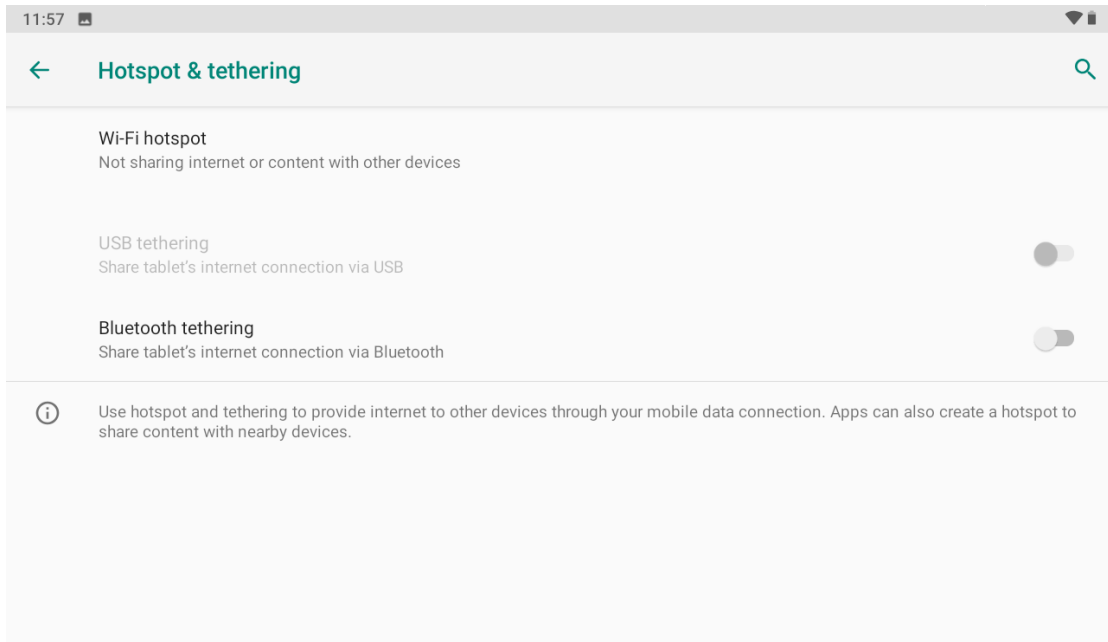 11:57
Hotspot & tethering
Wi-Fi hotspot
Not sharing internet or content with other devices
USB tethering
Share tablet's internet connection via USB
Bluetooth tethering
Share tablet's internet connection via Bluetooth
Use hotspot and tethering to provide internet to other devices through your mobile data connection. Apps can also create a hotspot to
share content with nearby devices.